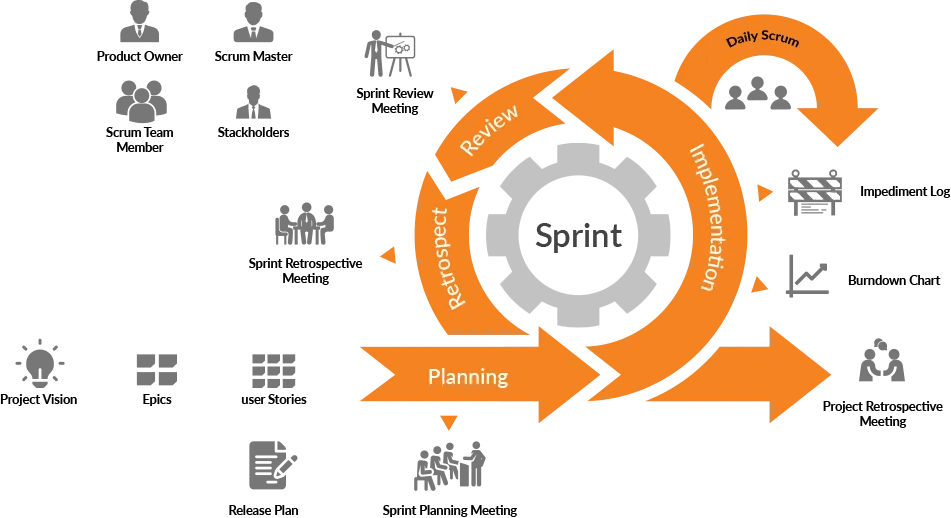 Product Owner
Scrum Master
Scrum Team
Member
Stackholders
Sprint Review
Meeting
Daily Scrum
Review
Implementation
Impediment Log
Sprint
Retrospect
Sprint Retrospective
Meeting
Burndown Chart
Planning
Project Vision
Epics
user Stories
Project Retrospective
Meeting
Release Plan
Sprint Planning Meeting